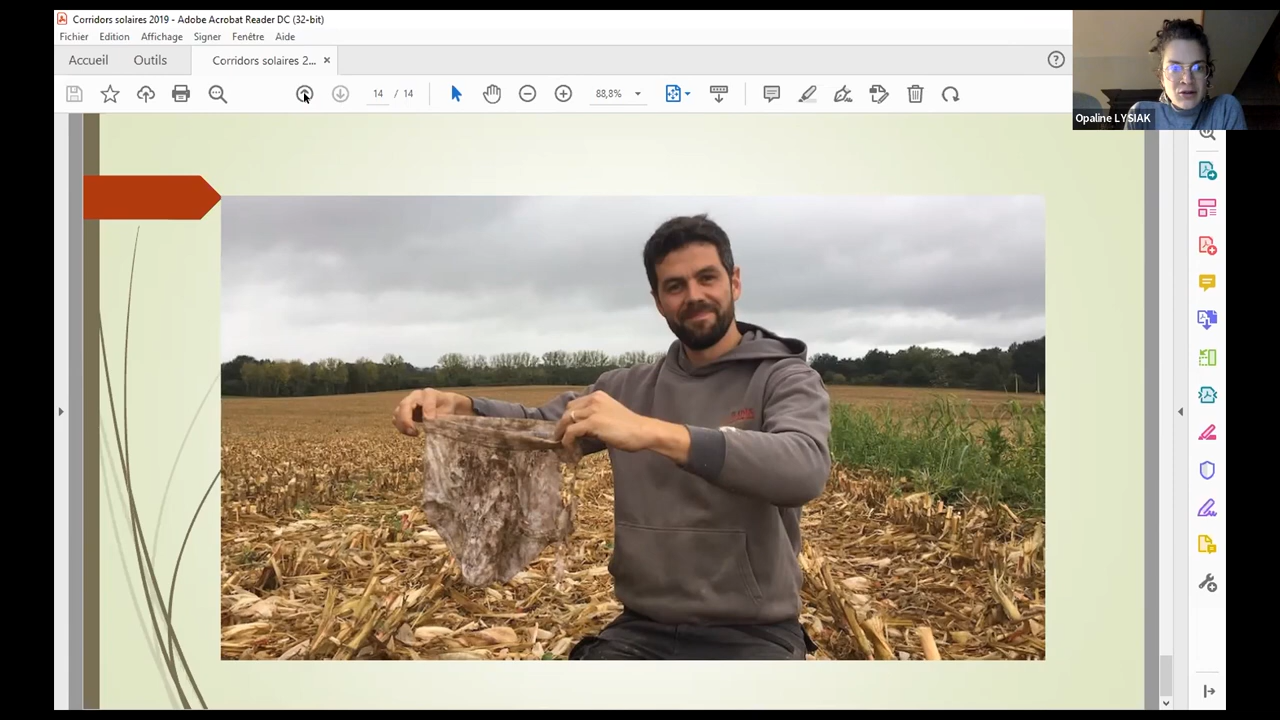 Corridors solaires 2019 - Adobe Acrobat Reader DC (32-bit)
Fichier Edition Affichage Signer Fenêtre Aide
Accueil Outils Corridors solaires 2... ×
14 / 14 88,8%
Opaline LYSIAK